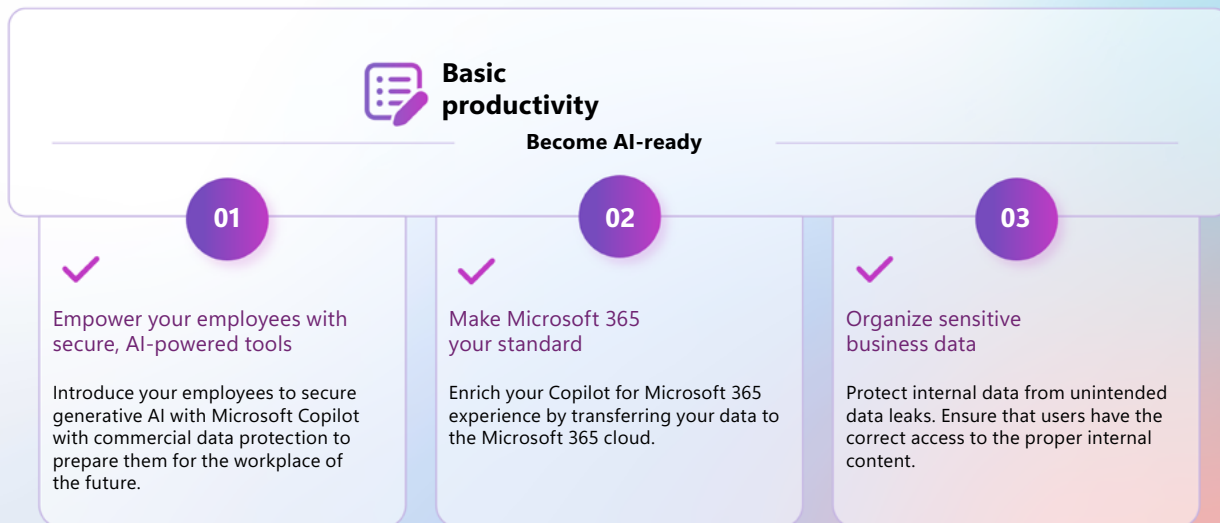 Basic
productivity
Become AI-ready
01
Empower your employees with
secure, AI-powered tools
Introduce your employees to secure
generative AI with Microsoft Copilot
with commercial data protection to
prepare them for the workplace of
the future.
02
Make Microsoft 365
your standard
Enrich your Copilot for Microsoft 365
experience by transferring your data to
the Microsoft 365 cloud.
03
Organize sensitive
business data
Protect internal data from unintended
data leaks. Ensure that users have the
correct access to the proper internal
content.